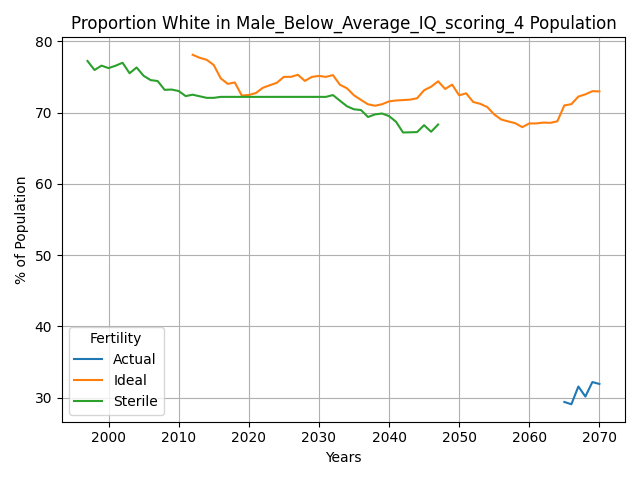 Proportion White in Male_Below_Average_IQ_scoring_4 Population
80
70
60
50
40
30
% of Population
Fertility
Actual
Ideal
Sterile
2000 2010 2020 2030 2040 2050 2060 2070
Years